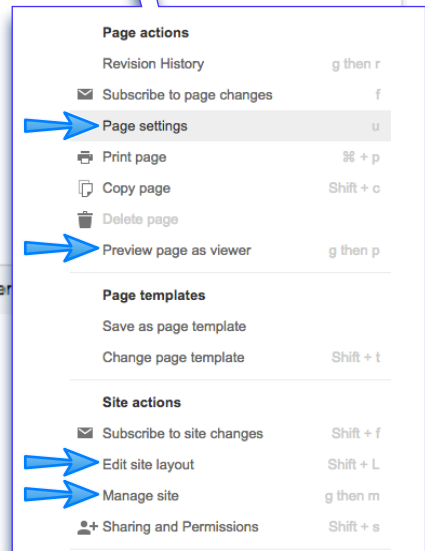 Page actions
Revision History g then r
Subscribe to page changes f
Page settings u
Print page ⌘ + p
Copy page Shift + c
Delete page
Preview page as viewer g then p
er
Page templates
Save as page template
Change page template Shift + t
Site actions
Subscribe to site changes Shift + f
Edit site layout Shift + L
Manage site g then m
Sharing and Permissions Shift + s